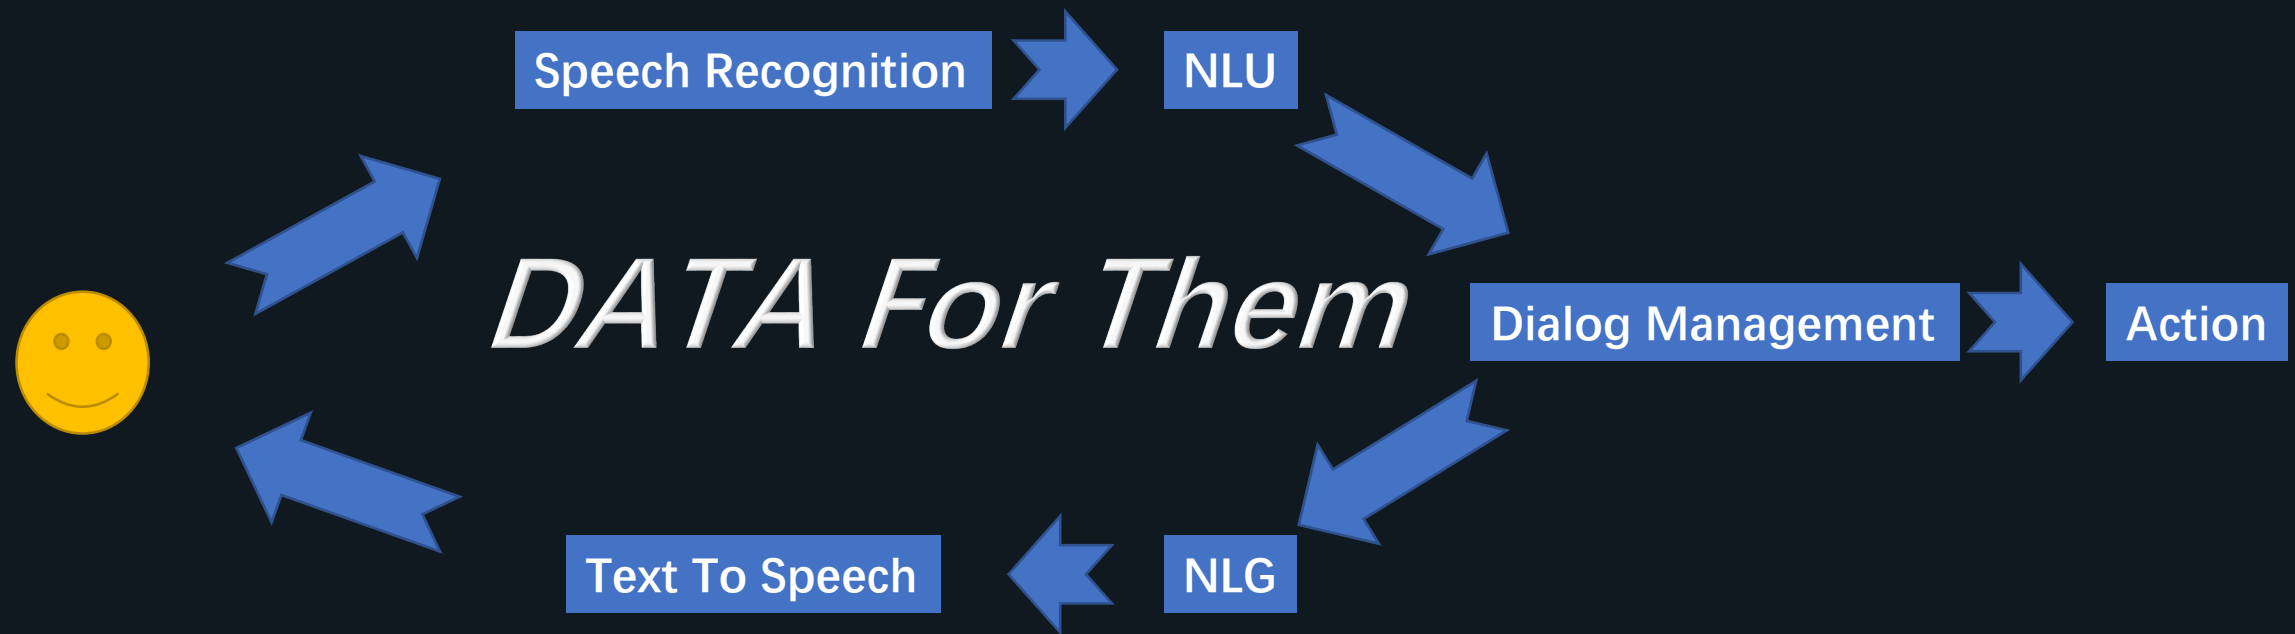 Speech Recognition
NLU
DATA For Them
Dialog Management
Action
Text To Speech
NLG